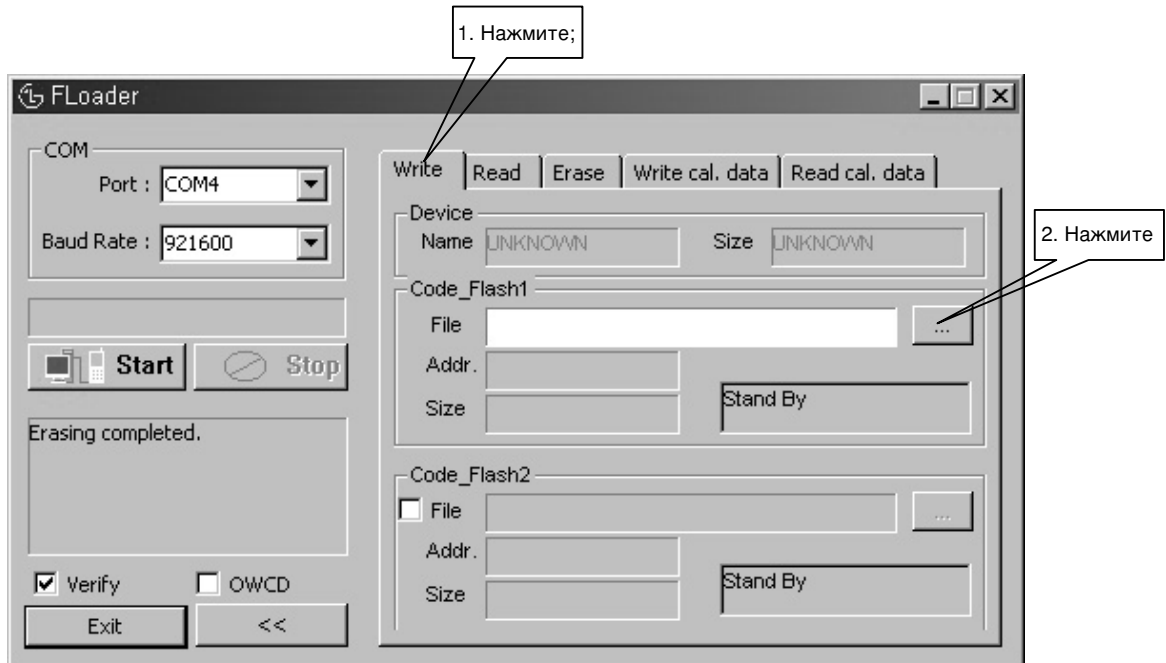 1. Нажмите;
FLoader
COM
Port : COM4
Baud Rate : 921600
Start Stop
Erasing completed.
Verify OWCD
Exit <<
Write Read Erase Write cal. data Read cal. data
Device
Name UNKNOWN Size UNKNOWN
2. Нажмите
Code_Flash1
File ...
Addr.
Size Stand By
Code_Flash2
File ...
Addr.
Size Stand By